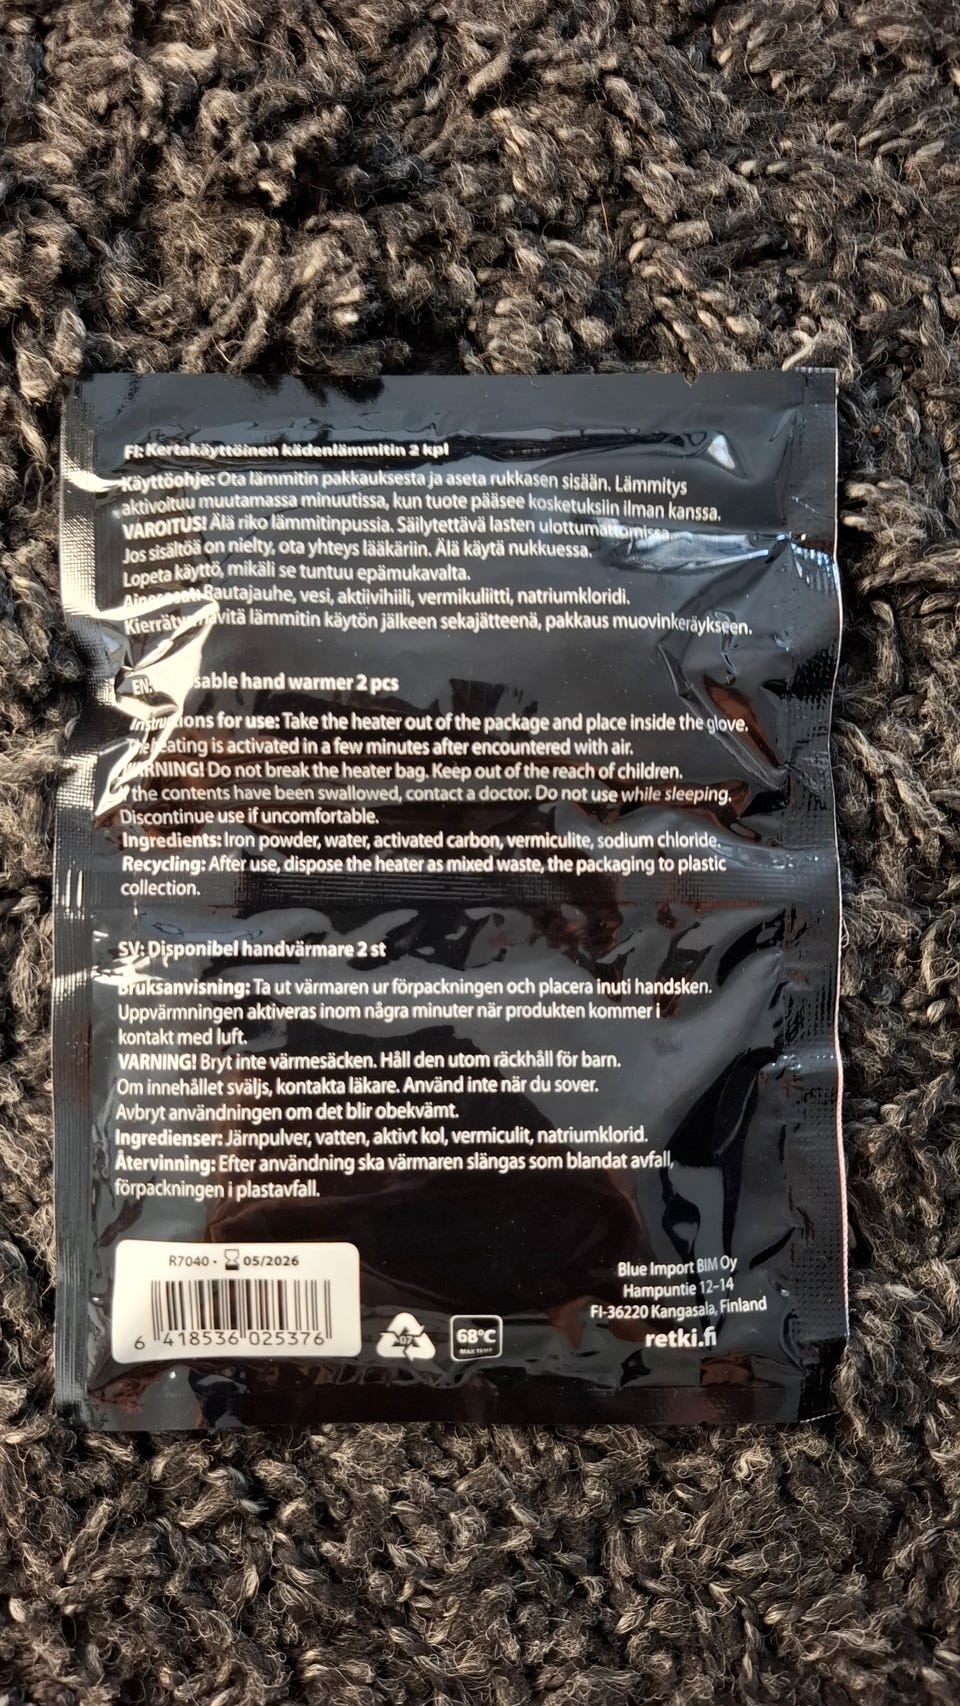 FI: Kertakäyttöinen kädenlämmitin 2 kpl
Käyttöohje: Ota lämmitin pakkauksesta ja aseta rukkasen sisään. Lämmitys
aktivoituu muutamassa minuutissa, kun tuote pääsee kosketuksiin ilman kanssa.
VAROITUS! Älä riko lämmitinpussia. Säilytettävä lasten ulottumattomissa.
Jos sisältöä on nielty, ota yhteys lääkäriin. Älä käytä nukkuessa.
Lopeta käyttö, mikäli se tuntuu epämukavalta.
Ainesosat: Rautajauhe, vesi, aktiivihiili, vermikuliitti, natriumkloridi.
lämmitin käytön jälkeen sekajätteenä, pakkaus muovinkeräykseen.
EN: hand warmer 2 pcs
Instructions for use: Take the heater out of the package and place inside the glove.
The heating is activated in a few minutes after encountered with air.
WARNING! Do not break the heater bag. Keep out of the reach of children.
the contents have been swallowed, contact a doctor. Do not use while sleeping.
Discontinue use if uncomfortable.
Ingredients: Iron powder, water, activated carbon, vermiculite, sodium chloride.
Recycling: After use, dispose the heater as mixed waste, the packaging to plastic
collection.
SV: Disponibel handvärmare 2 st
Bruksanvisning: Ta ut värmaren ur förpackningen och placera inuti handsken.
Uppvärmningen aktiveras inom några minuter när produkten kommer i
kontakt med luft.
VARNING! Bryt inte värmesäcken. Håll den utom räckhåll för barn.
Om innehållet sväljs, kontakta läkare. Använd inte när du sover.
Avbryt användningen om det blir obekvämt.
Ingredienser: Järnpulver, vatten, aktivt kol, vermiculit, natriumklorid.
Återvinning: Efter användning ska värmaren slängas som blandat avfall,
förpackningen i plastavfall.
R7040 - 05/2026
6 418536 025376
07
68°C
MAX TEMP
Blue Import BIM Oy
Hampuntie 12-14
FI-36220 Kangasala, Finland
retki.fi